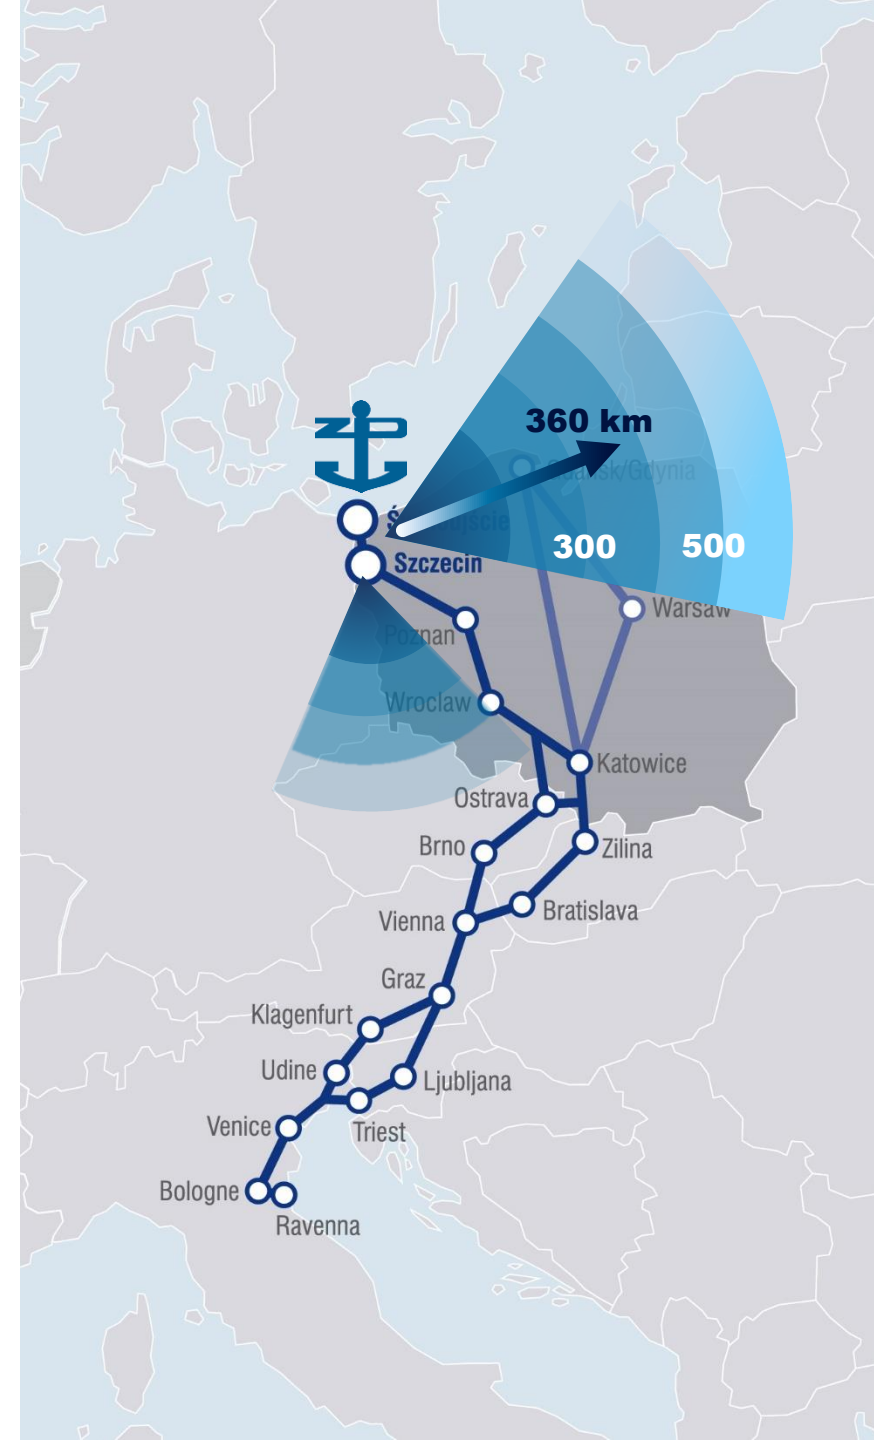 ZP
360 km
Gdańsk/Gdynia
300
500
Szczecin
Warsaw
Poznan
Wroclaw
Katowice
Ostrava
Brno
Zilina
Bratislava
Vienna
Graz
Klagenfurt
Udine
Ljubljana
Venice
Triest
Bologne
Ravenna